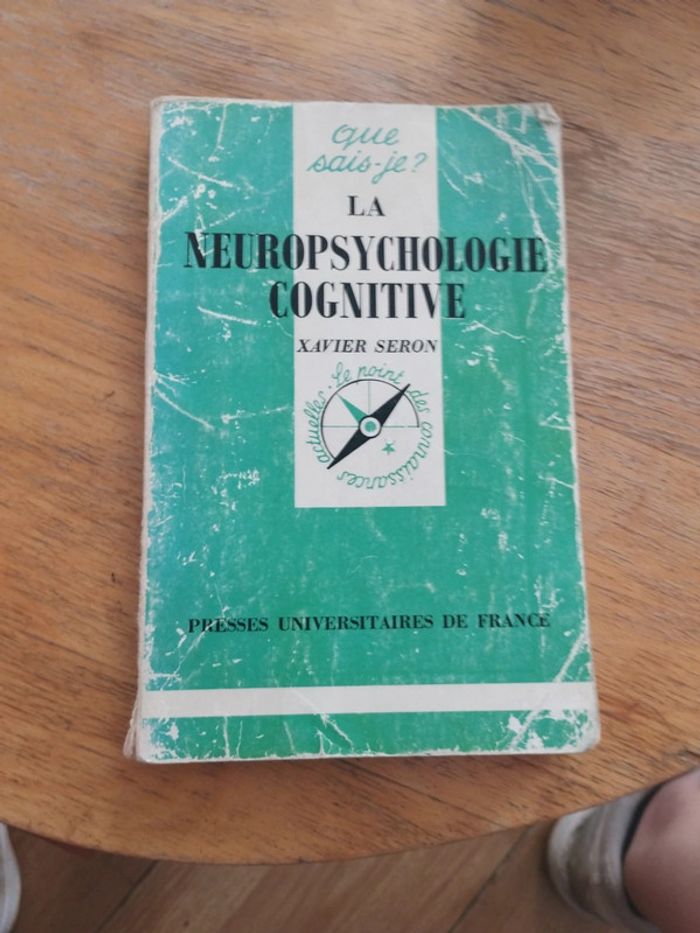 que
sais-je?
LA
NEUROPSYCHOLOGIE
COGNITIVE
XAVIER SERON
le point des connaissances actuelles
PRESSES UNIVERSITAIRES DE FRANCE